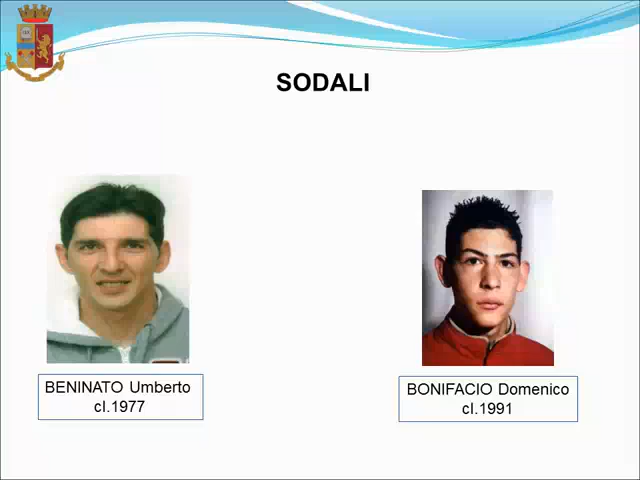 SODALI
BENINATO Umberto
cl.1977
BONIFACIO Domenico
cl.1991